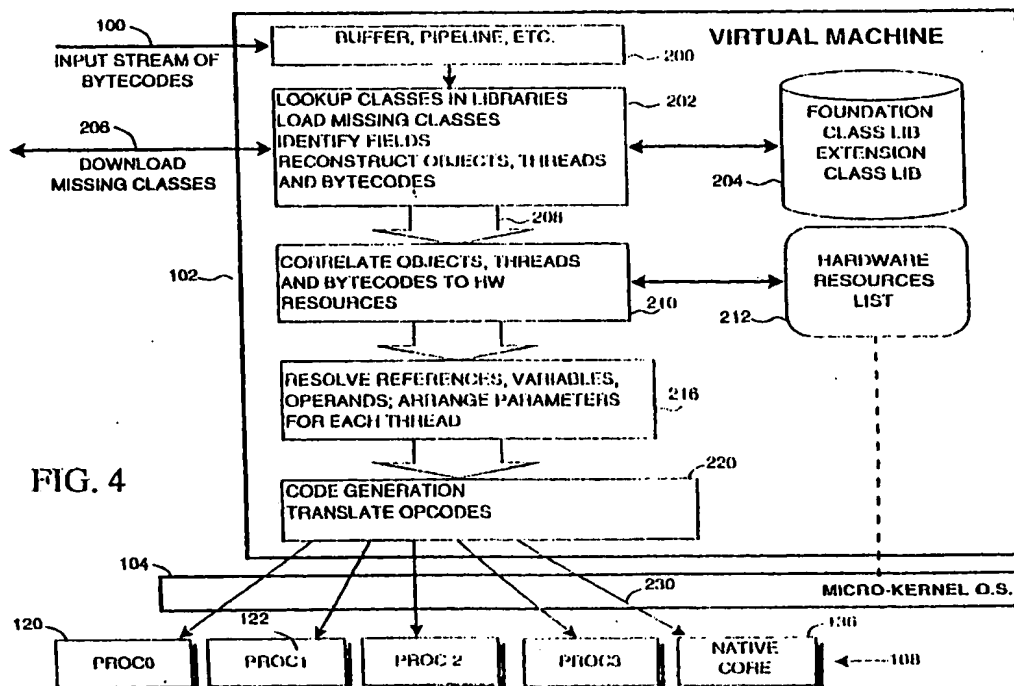 100
INPUT STREAM OF
BYTECODES
BUFFER, PIPELINE, ETC.
200
VIRTUAL MACHINE
206
DOWNLOAD
MISSING CLASSES
LOOKUP CLASSES IN LIBRARIES
LOAD MISSING CLASSES
IDENTIFY FIELDS
RECONSTRUCT OBJECTS, THREADS
AND BYTECODES
202
FOUNDATION
CLASS LIB
EXTENSION
CLASS LIB
204
208
102
CORRELATE OBJECTS, THREADS
AND BYTECODES TO HW
RESOURCES
210
HARDWARE
RESOURCES
LIST
212
RESOLVE REFERENCES, VARIABLES,
OPERANDS; ARRANGE PARAMETERS
FOR EACH THREAD
216
FIG. 4
CODE GENERATION
TRANSLATE OPCODES
220
104
230
MICRO-KERNEL O.S.
120
PROC0
122
PROC1
PROC 2
PROC3
NATIVE
CORE
136
108